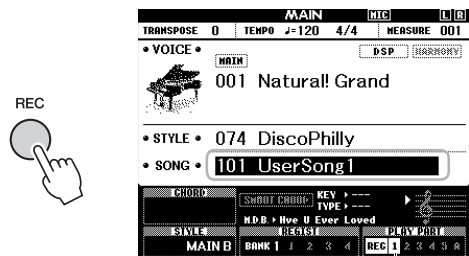 MAIN MIC L R
TRANSPOSE 0 TEMPO ♩=120 4/4 MEASURE 001
• VOICE • DSP HARMONY
MAIN
001 Natural! Grand
REC
• STYLE • 074 DiscoPhilly
• SONG • 101 UserSong1
CHORD SMART CHORD KEY ▸ ---
TYPE ▸ ---
M.D.B. ▸ Hve U Ever Loved
STYLE REGIST PLAY PART
MAIN B BANK 1 1 2 3 4 REC 1 2 3 4 5 A